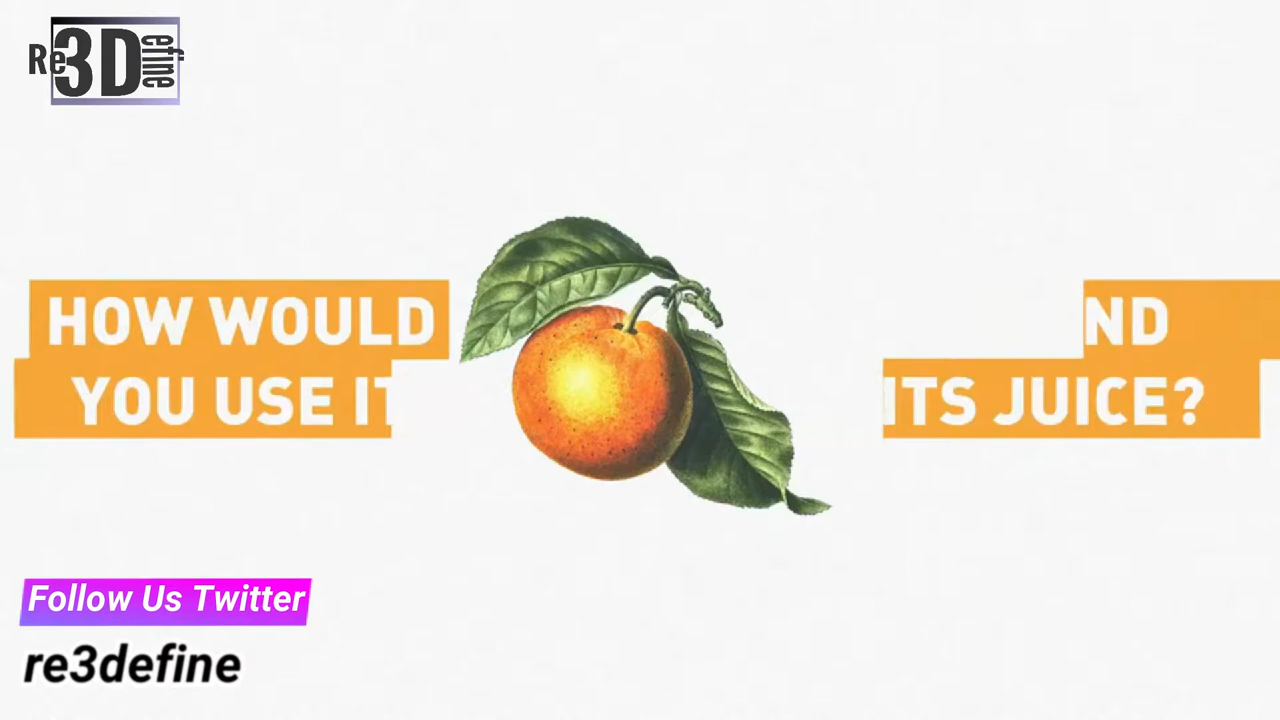 Re3Define
HOW WOULD
YOU USE IT
ND
ITS JUICE?
Follow Us Twitter
re3define